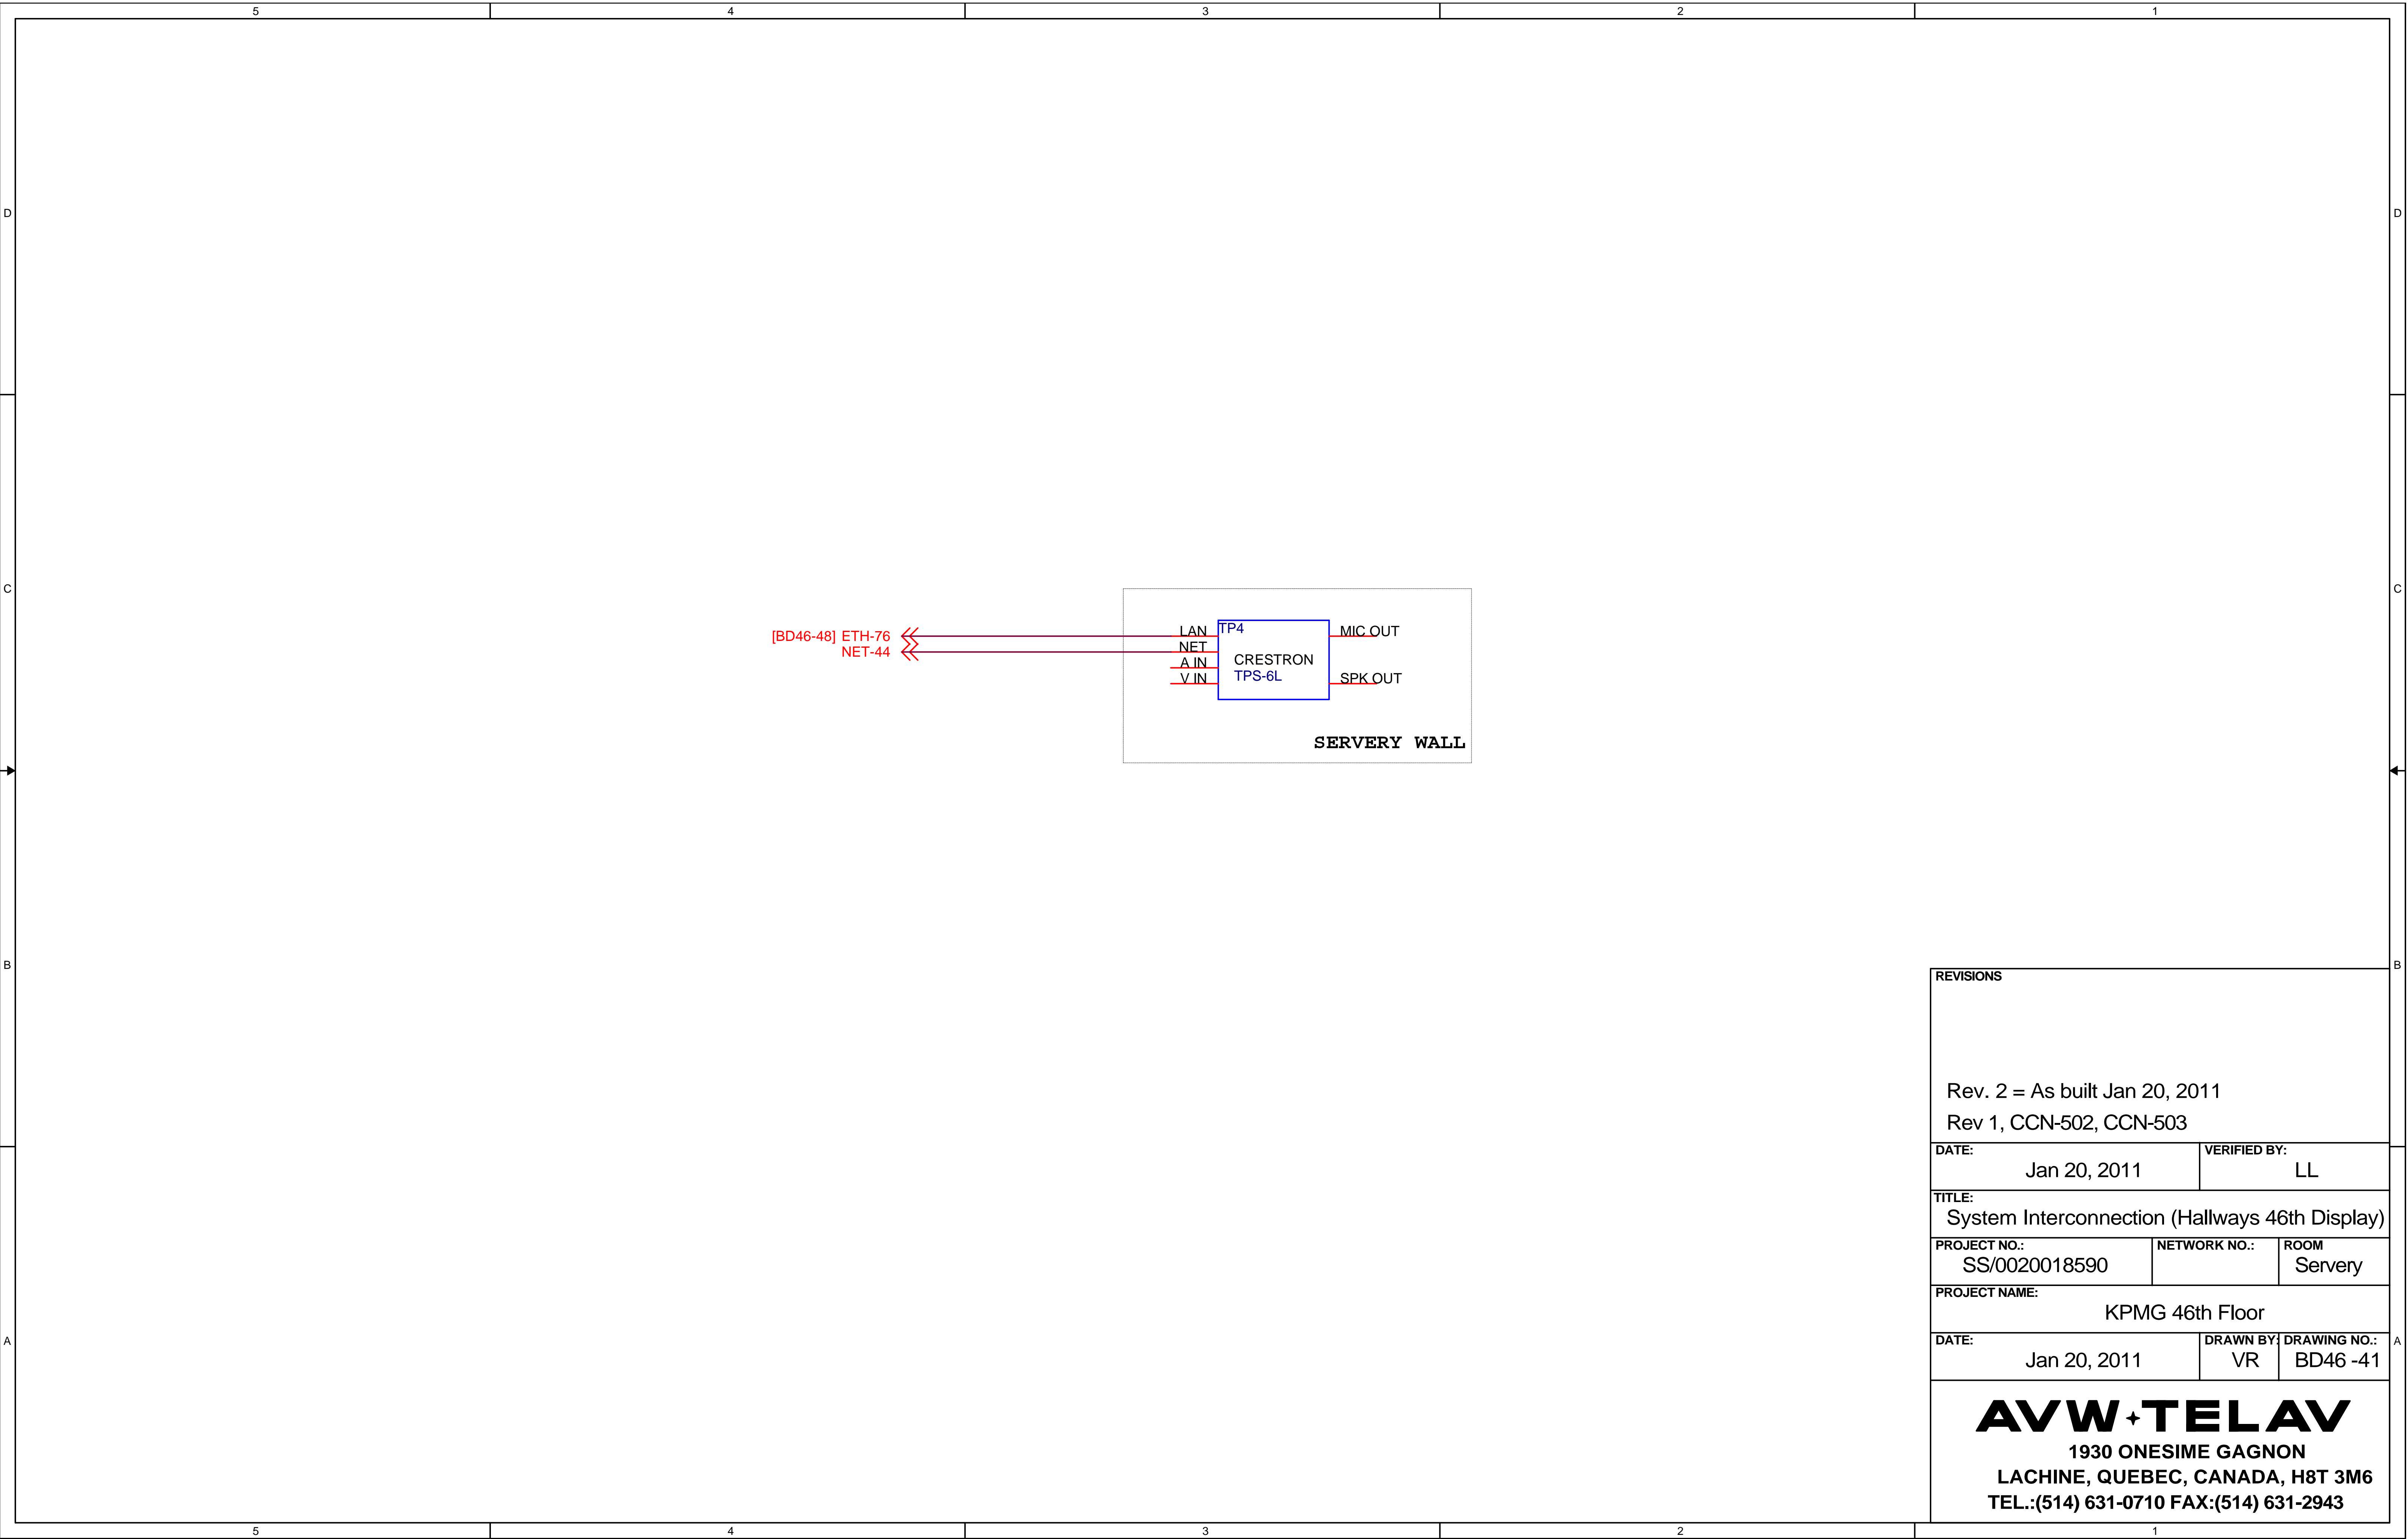 5 4 3 2 1
D D
C C
[BD46-48] ETH-76
NET-44
LAN
NET
A IN
V IN
TP4
CRESTRON
TPS-6L
MIC OUT
SPK OUT
SERVERY WALL
B B
REVISIONS
Rev. 2 = As built Jan 20, 2011
Rev 1, CCN-502, CCN-503
DATE: VERIFIED BY:
Jan 20, 2011 LL
TITLE:
System Interconnection (Hallways 46th Display)
PROJECT NO.: NETWORK NO.: ROOM
SS/0020018590 Servery
PROJECT NAME:
KPMG 46th Floor
A A
DATE: DRAWN BY: DRAWING NO.:
Jan 20, 2011 VR BD46 -41
AVW TELAV
1930 ONESIME GAGNON
LACHINE, QUEBEC, CANADA, H8T 3M6
TEL.:(514) 631-0710 FAX:(514) 631-2943
5 4 3 2 1